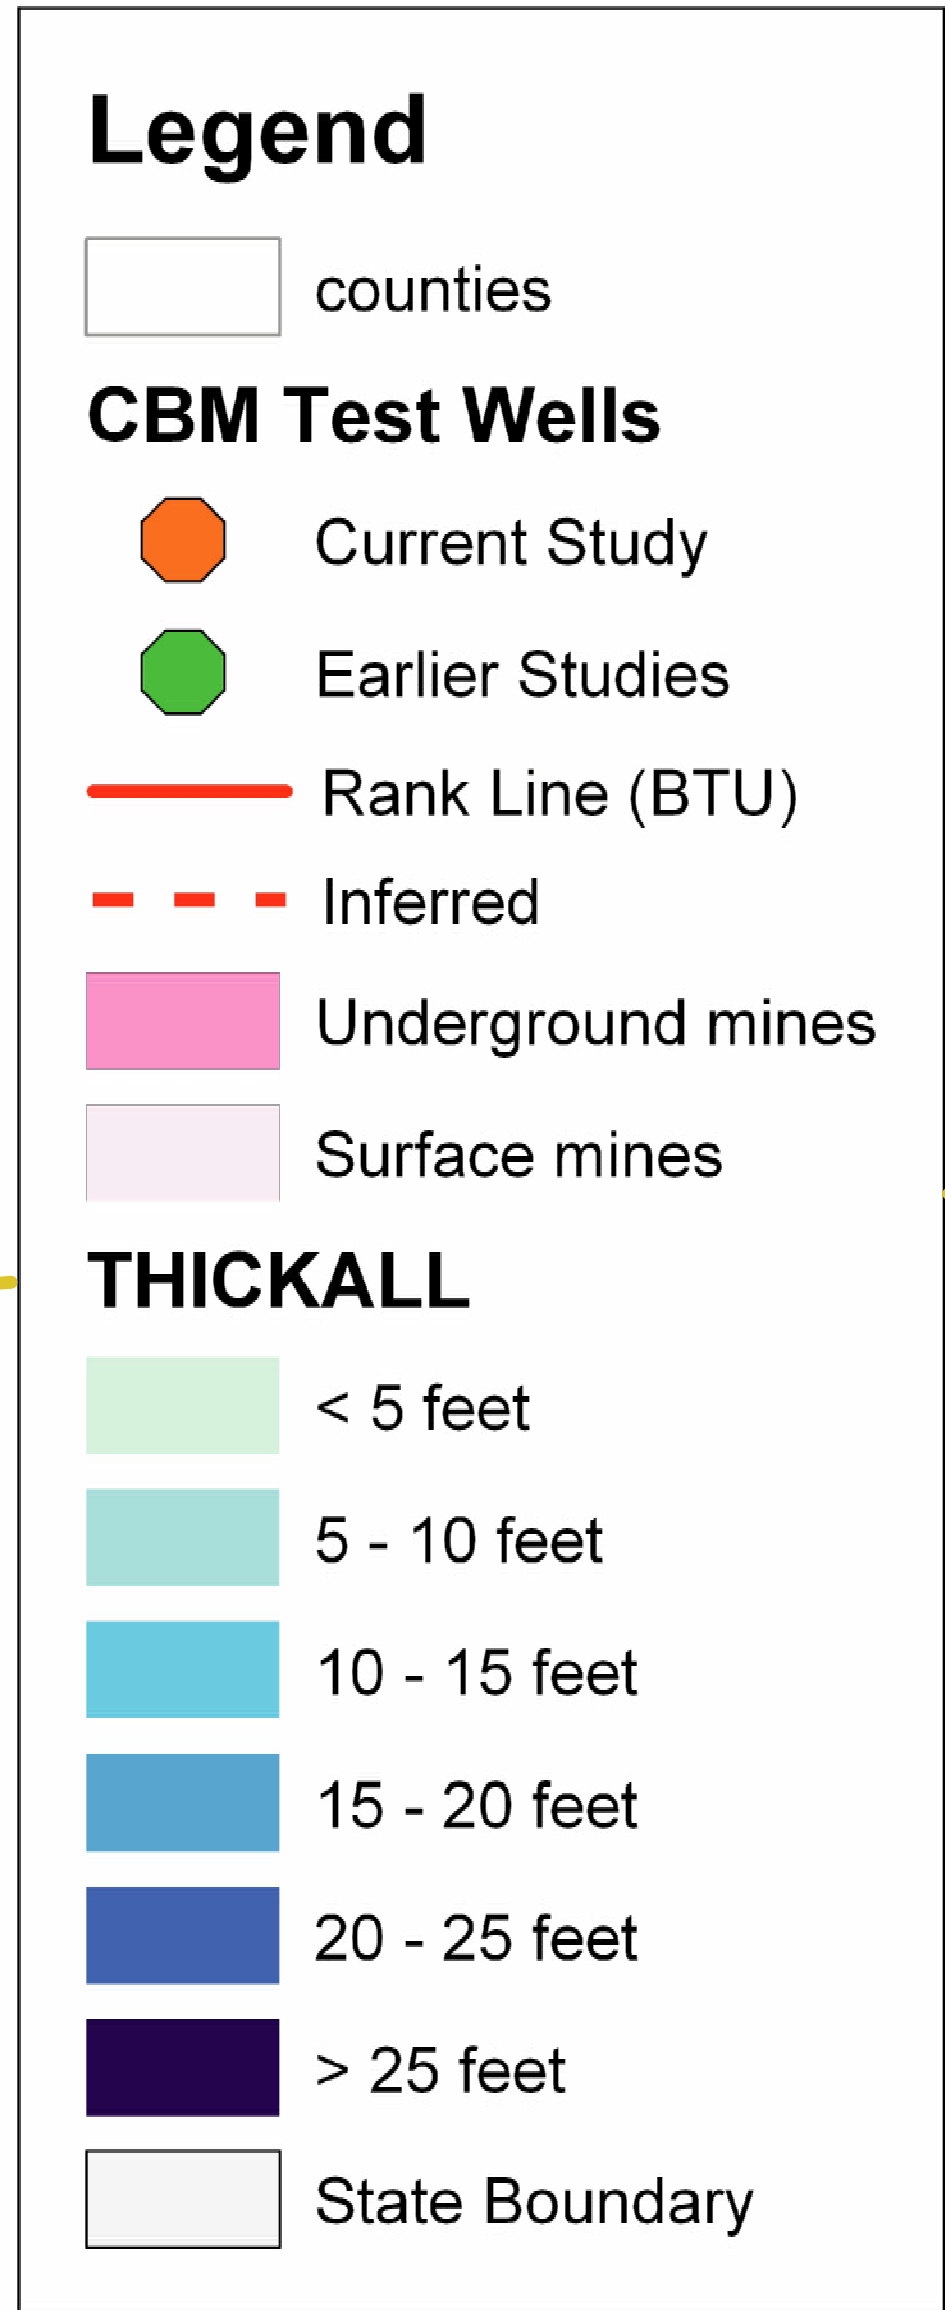 Legend
counties
CBM Test Wells
Current Study
Earlier Studies
Rank Line (BTU)
Inferred
Underground mines
Surface mines
THICKALL
< 5 feet
5 - 10 feet
10 - 15 feet
15 - 20 feet
20 - 25 feet
> 25 feet
State Boundary